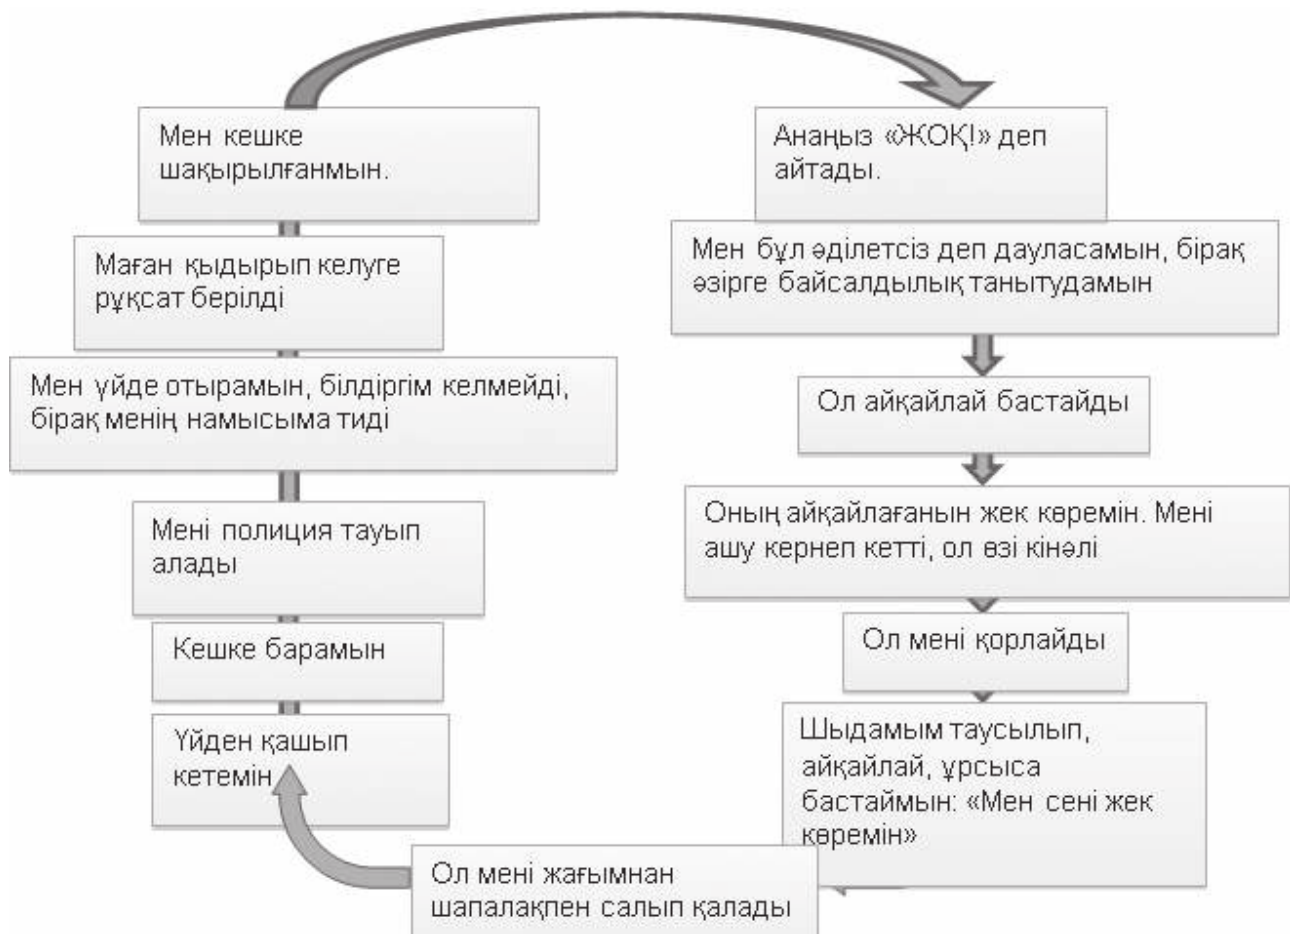 Мен кешке
шақырылғанмын.
Анаңыз «ЖОҚ!» деп
айтады.
Мен бұл әділетсіз деп дауласамын, бірақ
әзірге байсалдылық танытудамын
Ол айқайлай бастайды
Оның айқайлағанын жек көремін. Мені
ашу кернеп кетті, ол өзі кінәлі
Ол мені қорлайды
Шыдамым таусылып,
айқайлай, ұрсыса
бастаймын: «Мен сені жек
көремін»
Ол мені жағымнан
шапалақпен салып қалады
Үйден қашып
кетемін
Кешке барамын
Мені полиция тауып
алады
Мен үйде отырамын, білдіргім келмейді,
бірақ менің намысыма тиді
Маған қыдырып келуге
рұқсат берілді